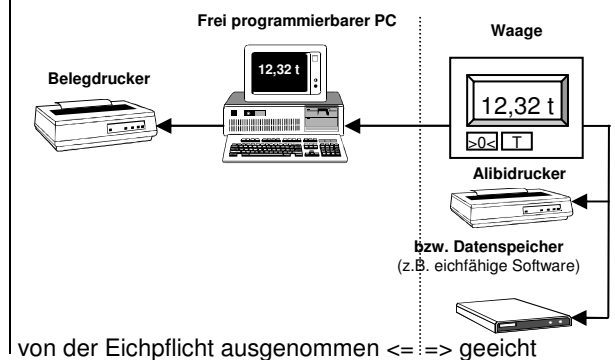 Frei programmierbarer PC
Waage
Belegdrucker
12,32 t
12,32 t
>0< T
Alibidrucker
bzw. Datenspeicher
(z.B. eichfähige Software)
von der Eichpflicht ausgenommen <= => geeicht